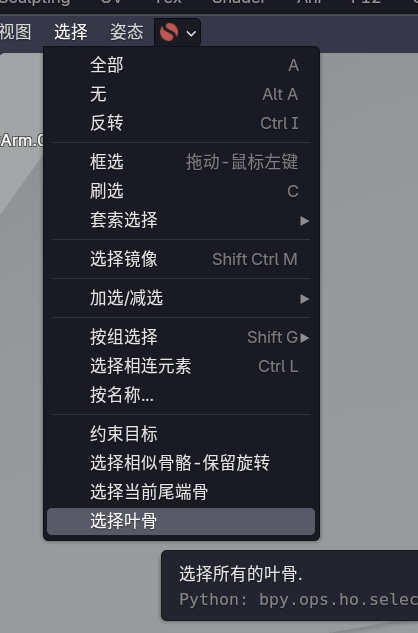 Sculpting UV Tex Shader Ani F12
视图 选择 姿态
Arm.0
全部 A
无 Alt A
反转 Ctrl I
框选 拖动-鼠标左键
刷选 C
套索选择
选择镜像 Shift Ctrl M
加选/减选
按组选择 Shift G
选择相连元素 Ctrl L
按名称...
约束目标
选择相似骨骼-保留旋转
选择当前尾端骨
选择叶骨
选择所有的叶骨.
Python: bpy.ops.ho.selec